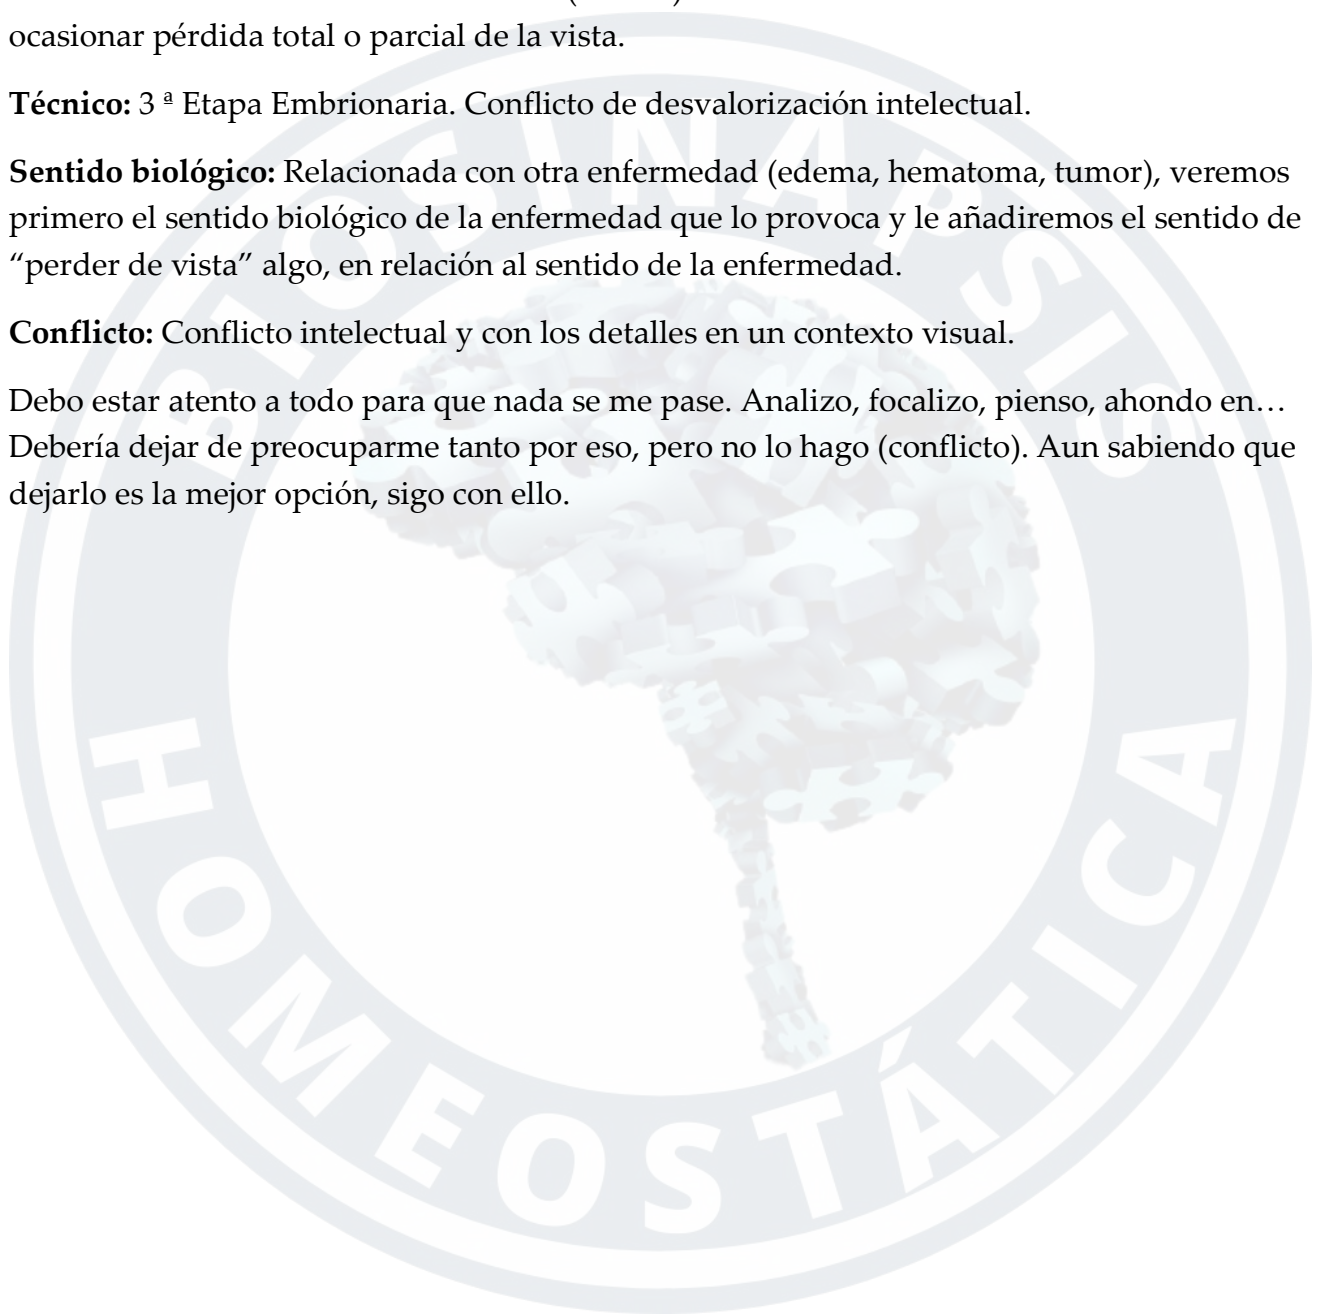 ocasionar pérdida total o parcial de la vista.
Técnico: 3 ª Etapa Embrionaria. Conflicto de desvalorización intelectual.
Sentido biológico: Relacionada con otra enfermedad (edema, hematoma, tumor), veremos
primero el sentido biológico de la enfermedad que lo provoca y le añadiremos el sentido de
“perder de vista” algo, en relación al sentido de la enfermedad.
Conflicto: Conflicto intelectual y con los detalles en un contexto visual.
Debo estar atento a todo para que nada se me pase. Analizo, focalizo, pienso, ahondo en…
Debería dejar de preocuparme tanto por eso, pero no lo hago (conflicto). Aun sabiendo que
dejarlo es la mejor opción, sigo con ello.
BIOSINAPSIS
HOMEOSTÁTICA